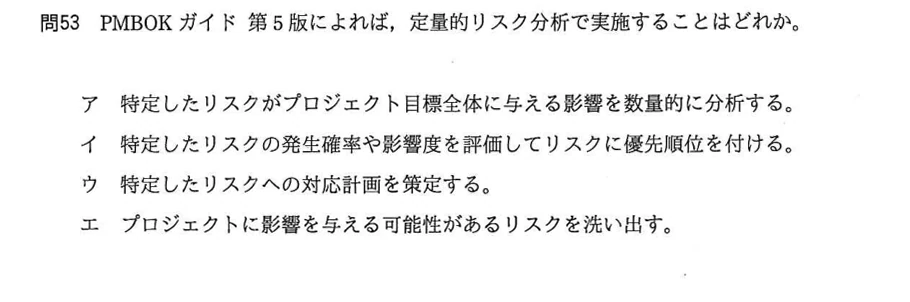 問53 PMBOK ガイド 第5版によれば，定量的リスク分析で実施することはどれか。
ア 特定したリスクがプロジェクト目標全体に与える影響を数量的に分析する。
イ 特定したリスクの発生確率や影響度を評価してリスクに優先順位を付ける。
ウ 特定したリスクへの対応計画を策定する。
エ プロジェクトに影響を与える可能性があるリスクを洗い出す。